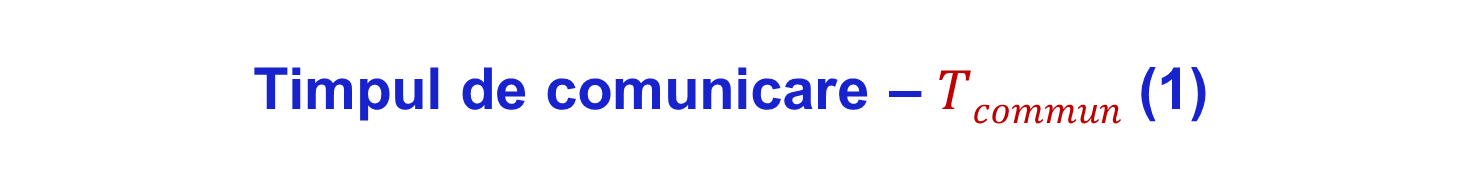 Timpul de comunicare – T_commun (1)